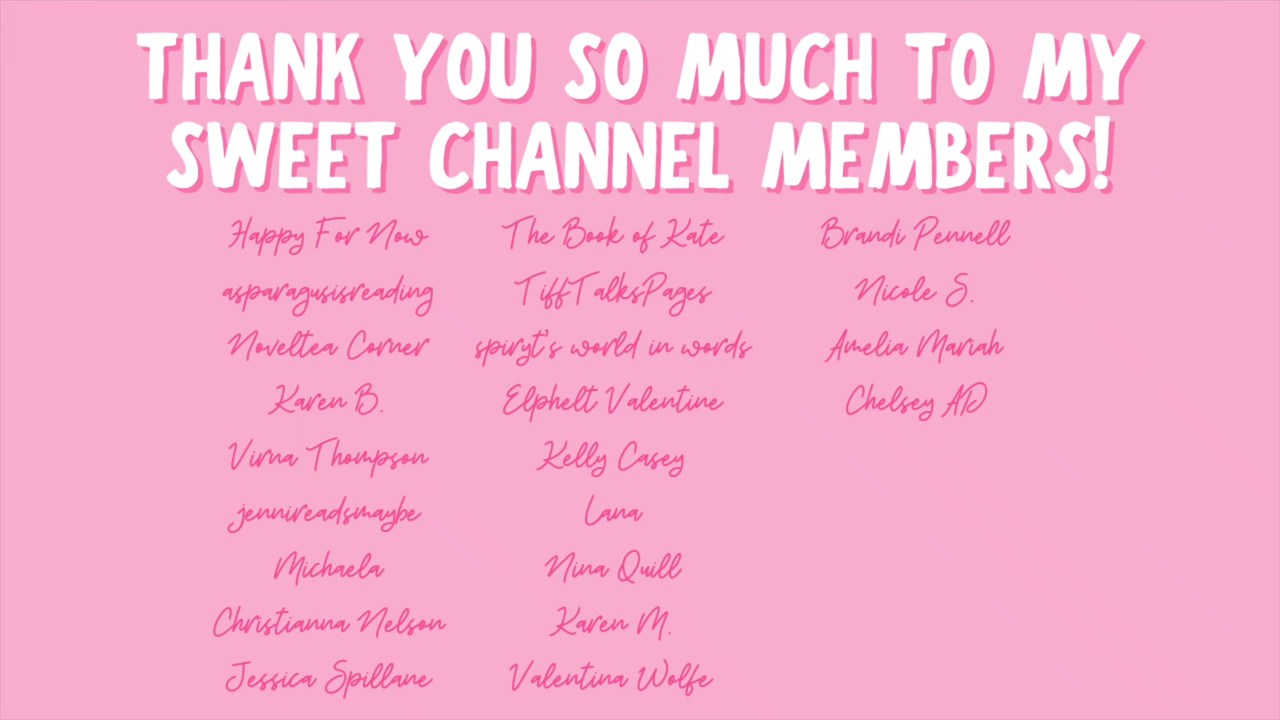 THANK YOU SO MUCH TO MY
SWEET CHANNEL MEMBERS!
Happy For Now
asparagusisreading
Noveltea Corner
Karen B.
Virna Thompson
jennireadsmaybe
Michaela
Christianna Nelson
Jessica Spillane
The Book of Kate
TiffTalksPages
spiryt's world in words
Elphelt Valentine
Kelly Casey
Lana
Nina Quill
Karen M.
Valentina Wolfe
Brandi Pennell
Nicole S.
Amelia Mariah
Chelsey AD